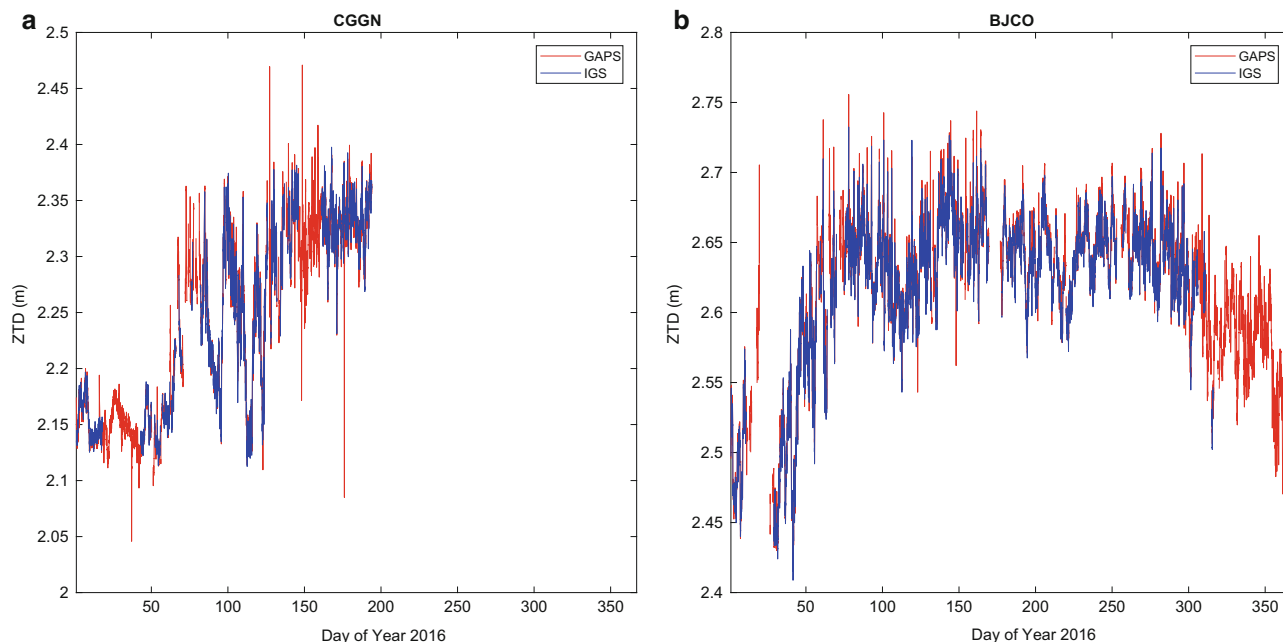 a
CGGN
2.5
2.45
2.4
2.35
2.3
2.25
2.2
2.15
2.1
2.05
2
ZTD (m)
50 100 150 200 250 300 350
Day of Year 2016
GAPS
IGS
b
BJCO
2.8
2.75
2.7
2.65
2.6
2.55
2.5
2.45
2.4
ZTD (m)
50 100 150 200 250 300 350
Day of Year 2016
GAPS
IGS